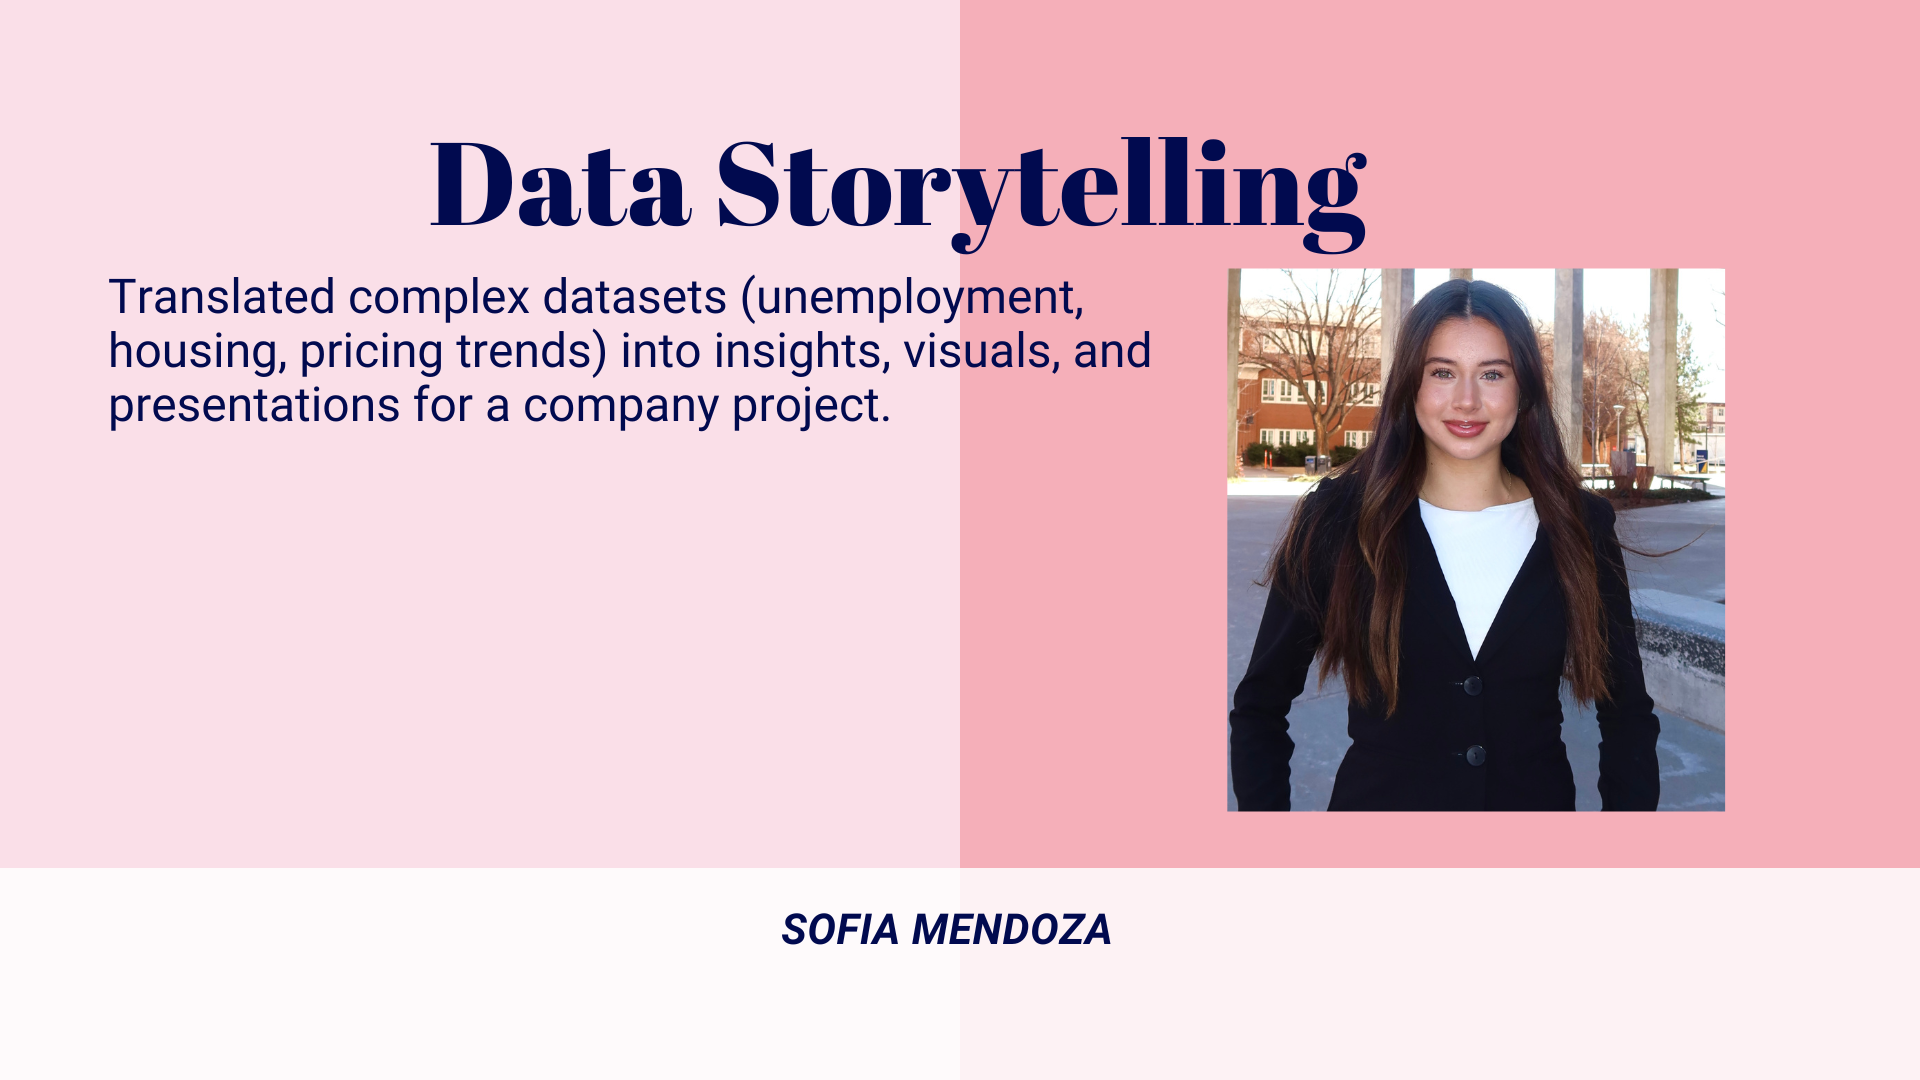 Data Storytelling
Translated complex datasets (unemployment,
housing, pricing trends) into insights, visuals, and
presentations for a company project.
SOFIA MENDOZA